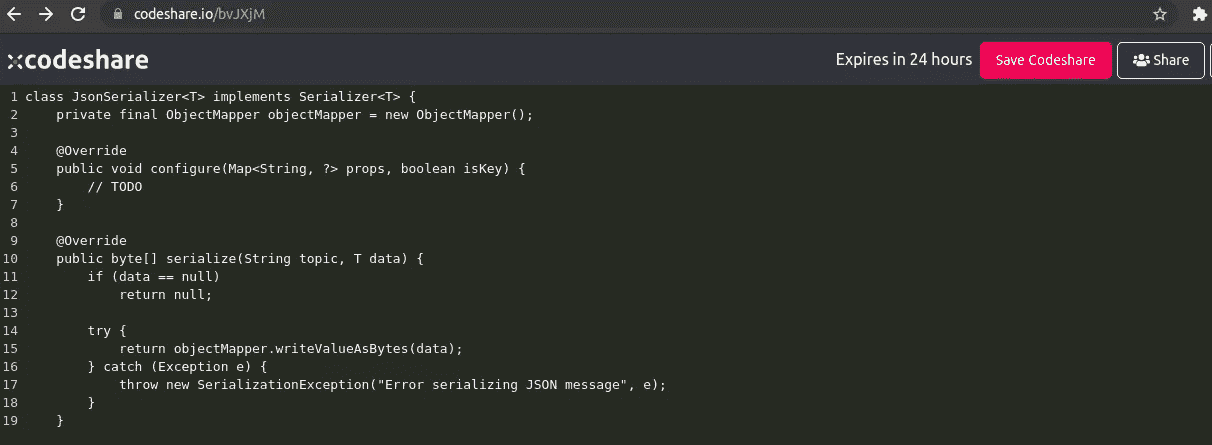 codeshare.io/bvJXjM
codeshare
Expires in 24 hours
Save Codeshare
Share
1 class JsonSerializer<T> implements Serializer<T> {
2     private final ObjectMapper objectMapper = new ObjectMapper();
3
4     @Override
5     public void configure(Map<String, ?> props, boolean isKey) {
6         // TODO
7     }
8
9     @Override
10     public byte[] serialize(String topic, T data) {
11         if (data == null)
12             return null;
13
14         try {
15             return objectMapper.writeValueAsBytes(data);
16         } catch (Exception e) {
17             throw new SerializationException("Error serializing JSON message", e);
18         }
19     }